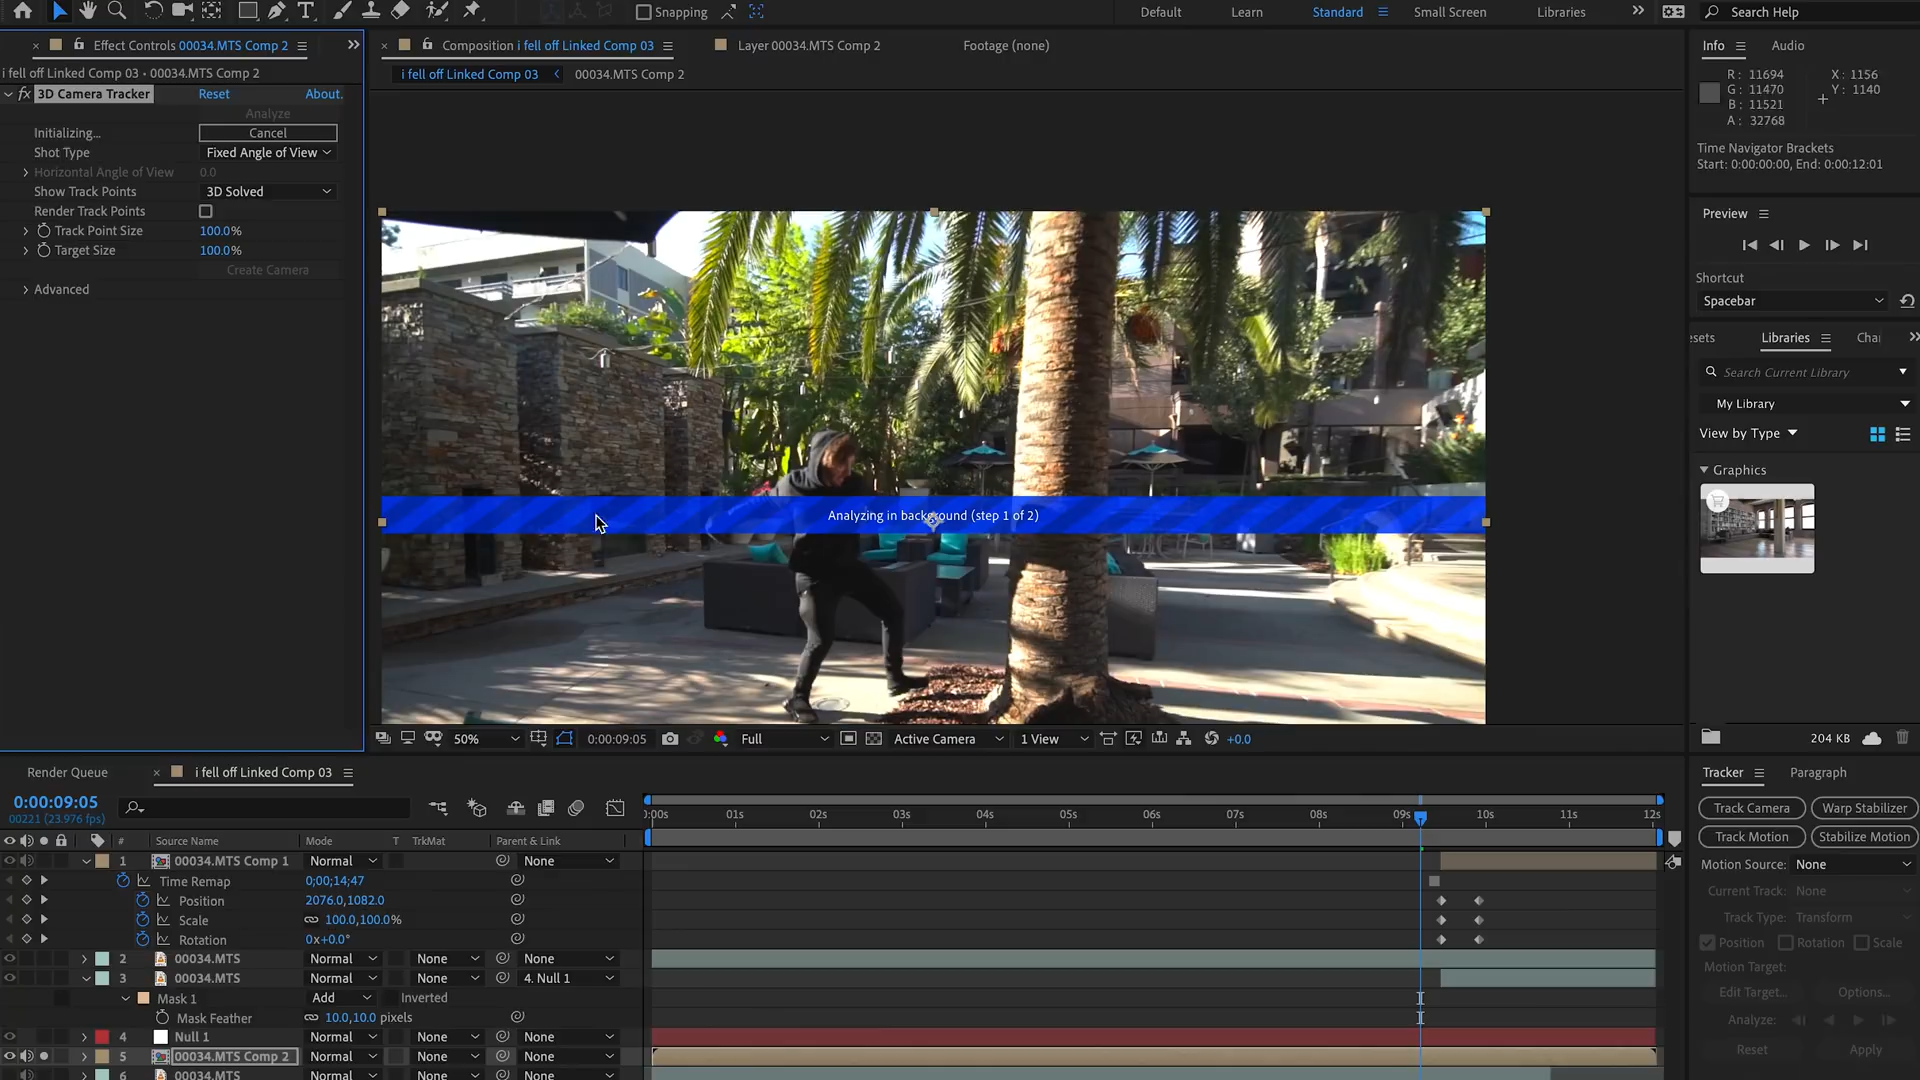 Snapping
Default
Learn
Standard
Small Screen
Libraries
Search Help
Effect Controls 00034.MTS Comp 2
i fell off Linked Comp 03 • 00034.MTS Comp 2
fx 3D Camera Tracker
Reset
About.
Analyze
Initializing...
Cancel
Shot Type
Fixed Angle of View
Horizontal Angle of View
0.0
Show Track Points
3D Solved
Render Track Points
Track Point Size
100.0%
Target Size
100.0%
Create Camera
Advanced
Composition i fell off Linked Comp 03
Layer 00034.MTS Comp 2
Footage (none)
i fell off Linked Comp 03
00034.MTS Comp 2
Analyzing in background (step 1 of 2)
50%
0:00:09:05
Full
Active Camera
1 View
+0.0
Info
Audio
R: 11694
G: 11470
B: 11521
A: 32768
X: 1156
Y: 1140
Time Navigator Brackets
Start: 0:00:00:00, End: 0:00:12:01
Preview
Shortcut
Spacebar
esets
Libraries
Cha
Search Current Library
My Library
View by Type
Graphics
204 KB
Render Queue
i fell off Linked Comp 03
0:00:09:05
00221 (23.976 fps)
:00s
01s
02s
03s
04s
05s
06s
07s
08s
09s
10s
11s
12s
#
Source Name
Mode
T
TrkMat
Parent & Link
1
00034.MTS Comp 1
Normal
None
Time Remap
0;00;14;47
Position
2076.0,1082.0
Scale
100.0,100.0%
Rotation
0x+0.0°
2
00034.MTS
Normal
None
None
3
00034.MTS
Normal
None
4. Null 1
Mask 1
Add
Inverted
Mask Feather
10.0,10.0 pixels
4
Null 1
Normal
None
None
5
00034.MTS Comp 2
Normal
None
None
6
00034.MTS
Normal
None
None
Tracker
Paragraph
Track Camera
Warp Stabilizer
Track Motion
Stabilize Motion
Motion Source:
None
Current Track:
None
Track Type:
Transform
Position
Rotation
Scale
Motion Target:
Edit Target...
Options...
Analyze:
Reset
Apply